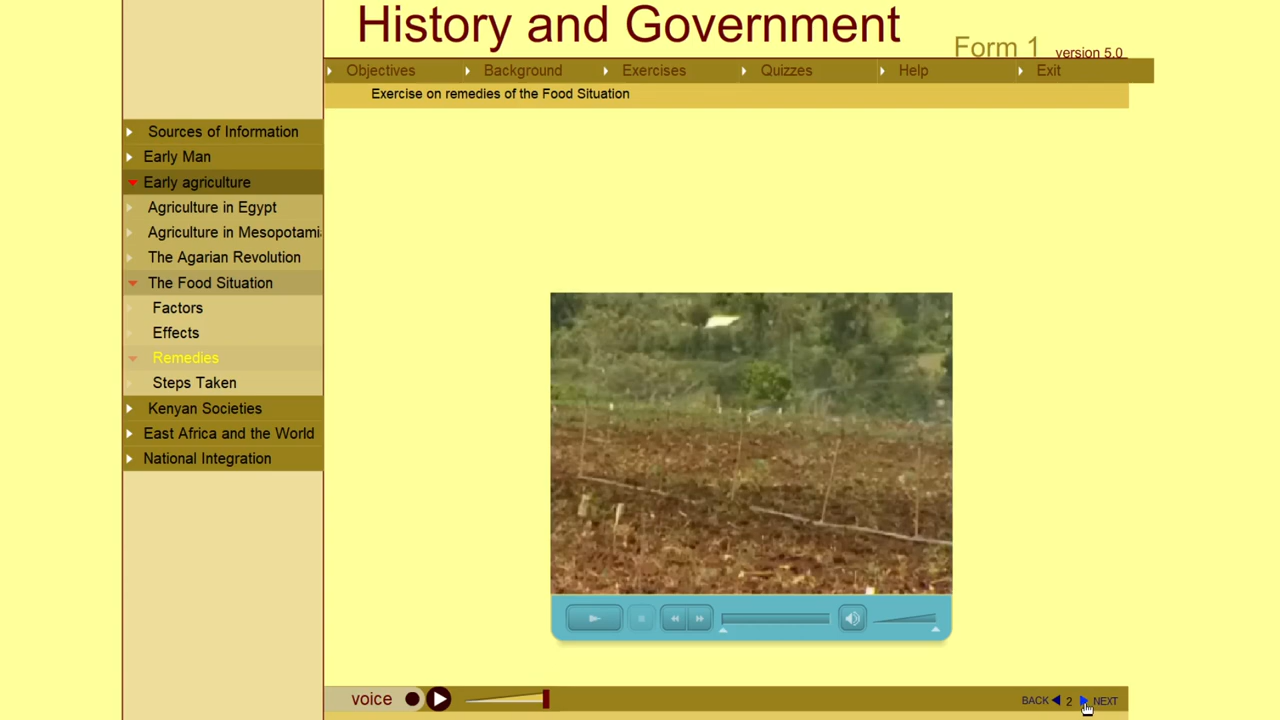 History and Government
Form 1 version 5.0
Objectives Background Exercises Quizzes Help Exit
Exercise on remedies of the Food Situation
Sources of Information
Early Man
Early agriculture
Agriculture in Egypt
Agriculture in Mesopotami
The Agarian Revolution
The Food Situation
Factors
Effects
Remedies
Steps Taken
Kenyan Societies
East Africa and the World
National Integration
voice
BACK 2 NEXT